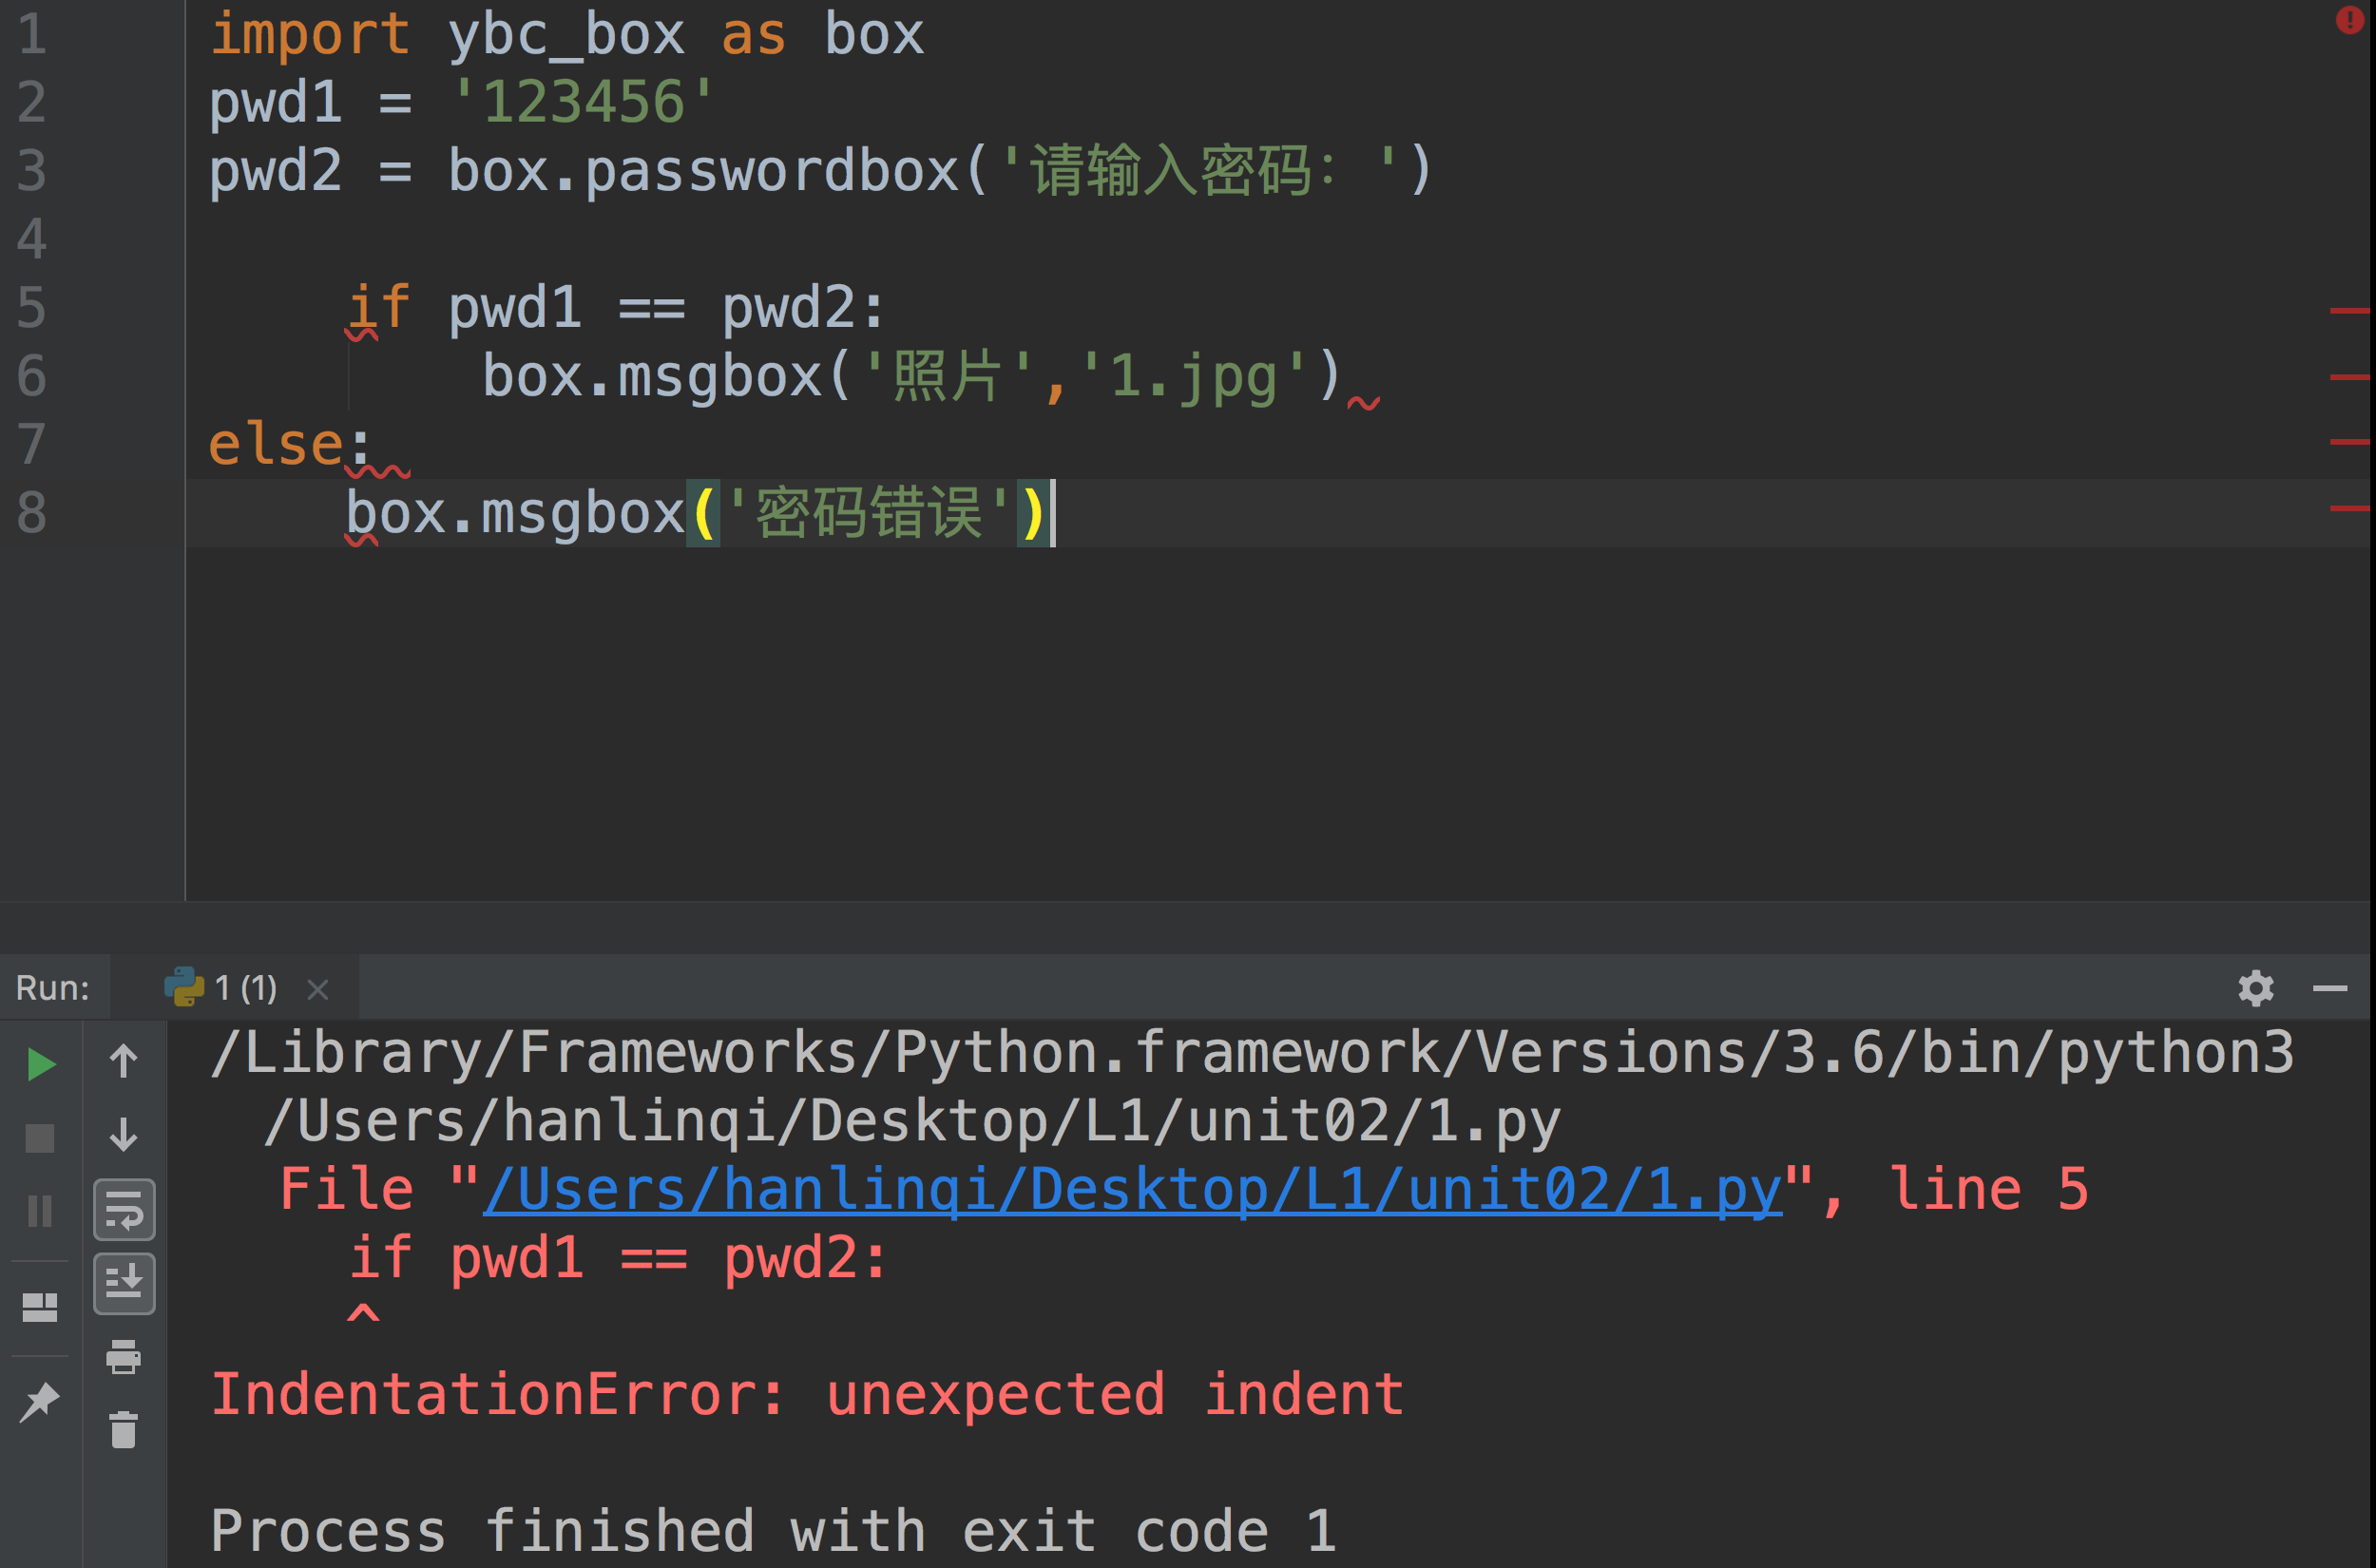 1 import ybc_box as box
2 pwd1 = '123456'
3 pwd2 = box.passwordbox('请输入密码：')
4
5     if pwd1 == pwd2:
6         box.msgbox('照片','1.jpg')
7 else:
8     box.msgbox('密码错误')
Run: 1 (1)
/Library/Frameworks/Python.framework/Versions/3.6/bin/python3
/Users/hanlinqi/Desktop/L1/unit02/1.py
  File "/Users/hanlinqi/Desktop/L1/unit02/1.py", line 5
    if pwd1 == pwd2:
    ^
IndentationError: unexpected indent
Process finished with exit code 1